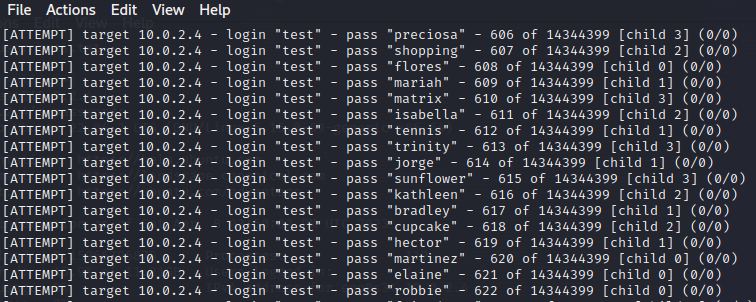 File Actions Edit View Help
[ATTEMPT] target 10.0.2.4 - login "test" - pass "preciosa" - 606 of 14344399 [child 3] (0/0)
[ATTEMPT] target 10.0.2.4 - login "test" - pass "shopping" - 607 of 14344399 [child 2] (0/0)
[ATTEMPT] target 10.0.2.4 - login "test" - pass "flores" - 608 of 14344399 [child 0] (0/0)
[ATTEMPT] target 10.0.2.4 - login "test" - pass "mariah" - 609 of 14344399 [child 1] (0/0)
[ATTEMPT] target 10.0.2.4 - login "test" - pass "matrix" - 610 of 14344399 [child 3] (0/0)
[ATTEMPT] target 10.0.2.4 - login "test" - pass "isabella" - 611 of 14344399 [child 2] (0/0)
[ATTEMPT] target 10.0.2.4 - login "test" - pass "tennis" - 612 of 14344399 [child 1] (0/0)
[ATTEMPT] target 10.0.2.4 - login "test" - pass "trinity" - 613 of 14344399 [child 3] (0/0)
[ATTEMPT] target 10.0.2.4 - login "test" - pass "jorge" - 614 of 14344399 [child 1] (0/0)
[ATTEMPT] target 10.0.2.4 - login "test" - pass "sunflower" - 615 of 14344399 [child 3] (0/0)
[ATTEMPT] target 10.0.2.4 - login "test" - pass "kathleen" - 616 of 14344399 [child 2] (0/0)
[ATTEMPT] target 10.0.2.4 - login "test" - pass "bradley" - 617 of 14344399 [child 1] (0/0)
[ATTEMPT] target 10.0.2.4 - login "test" - pass "cupcake" - 618 of 14344399 [child 2] (0/0)
[ATTEMPT] target 10.0.2.4 - login "test" - pass "hector" - 619 of 14344399 [child 1] (0/0)
[ATTEMPT] target 10.0.2.4 - login "test" - pass "martinez" - 620 of 14344399 [child 0] (0/0)
[ATTEMPT] target 10.0.2.4 - login "test" - pass "elaine" - 621 of 14344399 [child 0] (0/0)
[ATTEMPT] target 10.0.2.4 - login "test" - pass "robbie" - 622 of 14344399 [child 0] (0/0)